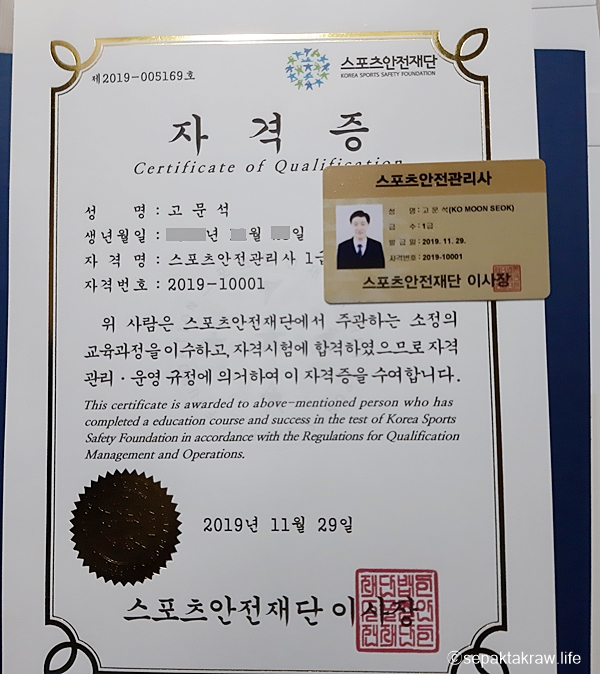 제2019-005169호
스포츠안전재단
KOREA SPORTS SAFETY FOUNDATION
자격증
Certificate of Qualification
성 명 : 고 문 석
생년월일 : 년 월 일
자 격 명 : 스포츠안전관리사 1급
자격번호 : 2019-10001
스포츠안전관리사
성 명 : 고 문 석(KO MOON SEOK)
급 수 : 1급
발 급 일 : 2019. 11. 29.
자격번호 : 2019-10001
스포츠안전재단 이사장
위 사람은 스포츠안전재단에서 주관하는 소정의
교육과정을 이수하고, 자격시험에 합격하였으므로 자격
관리 · 운영 규정에 의거하여 이 자격증을 수여합니다.
This certificate is awarded to above-mentioned person who has
completed a education course and success in the test of Korea Sports
Safety Foundation in accordance with the Regulations for Qualification
Management and Operations.
2019년 11월 29일
스포츠안전재단 이사장
ⓒ sepaktakraw.life